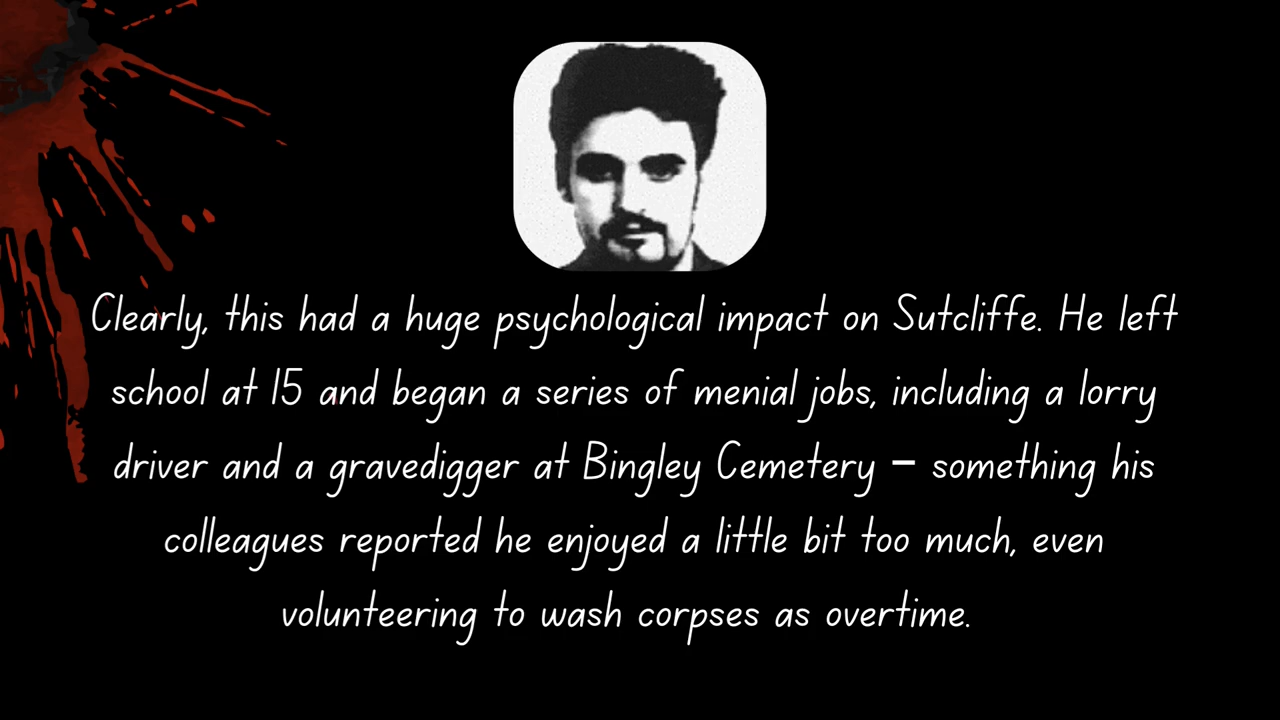 Clearly, this had a huge psychological impact on Sutcliffe. He left
school at 15 and began a series of menial jobs, including a lorry
driver and a gravedigger at Bingley Cemetery – something his
colleagues reported he enjoyed a little bit too much, even
volunteering to wash corpses as overtime.